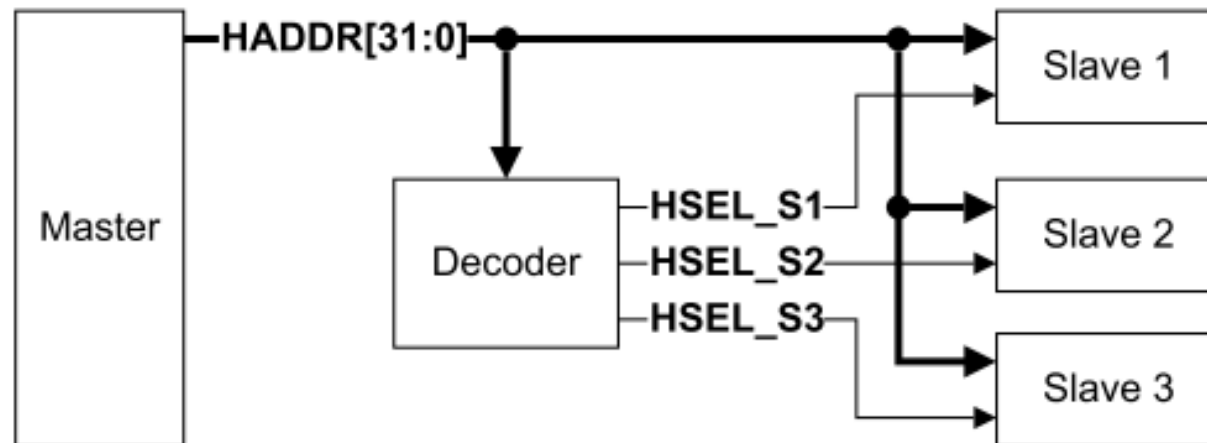 HADDR[31:0]
Slave 1
Master
Decoder
HSEL_S1
HSEL_S2
HSEL_S3
Slave 2
Slave 3